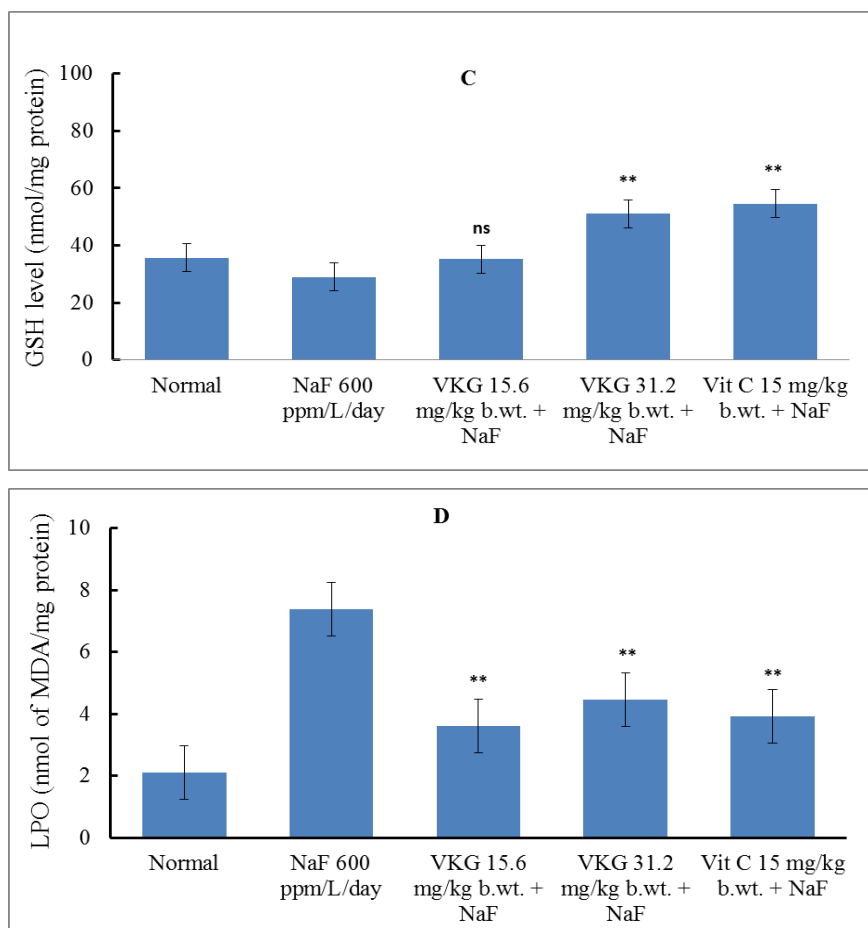 C
GSH level (nmol/mg protein)
100
80
60
40
20
0
ns
**
**
Normal
NaF 600
ppm/L/day
VKG 15.6
mg/kg b.wt. +
NaF
VKG 31.2
mg/kg b.wt. +
NaF
Vit C 15 mg/kg
b.wt. + NaF
D
LPO (nmol of MDA/mg protein)
10
8
6
4
2
0
**
**
**
Normal
NaF 600
ppm/L/day
VKG 15.6
mg/kg b.wt. +
NaF
VKG 31.2
mg/kg b.wt. +
NaF
Vit C 15 mg/kg
b.wt. + NaF